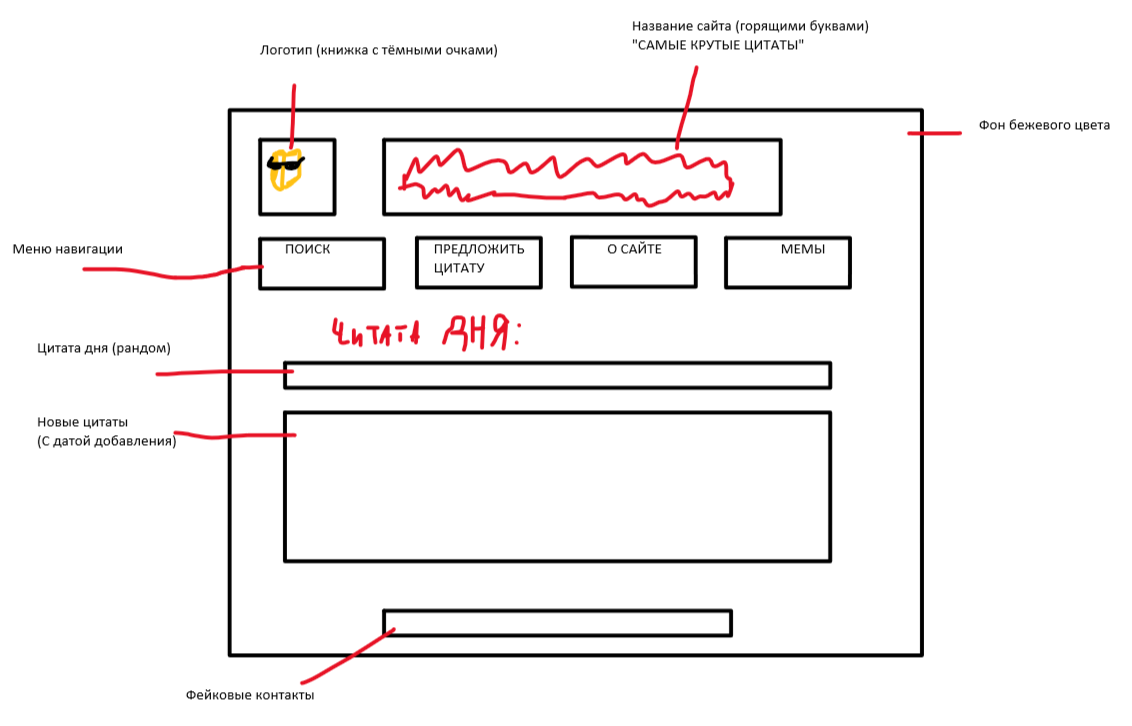 Название сайта (горящими буквами)
"САМЫЕ КРУТЫЕ ЦИТАТЫ"
Логотип (книжка с тёмными очками)
Фон бежевого цвета
Меню навигации
ПОИСК
ПРЕДЛОЖИТЬ
ЦИТАТУ
О САЙТЕ
МЕМЫ
ЦИТАТА ДНЯ:
Цитата дня (рандом)
Новые цитаты
(С датой добавления)
Фейковые контакты